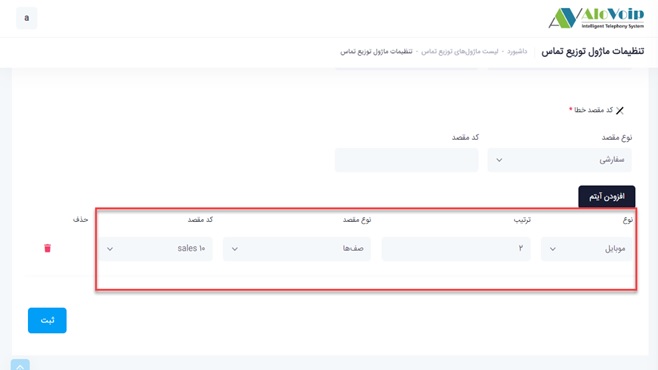 AloVoip
Intelligent Telephony System
a
تنظیمات ماژول توزیع تماس
داشبورد - لیست ماژول‌های توزیع تماس - تنظیمات ماژول توزیع تماس
کد مقصد خطا *
نوع مقصد کد مقصد
سفارشی
افزودن آیتم
نوع ترتیب نوع مقصد کد مقصد حذف
موبایل ۲ صف‌ها sales ۱۰
ثبت